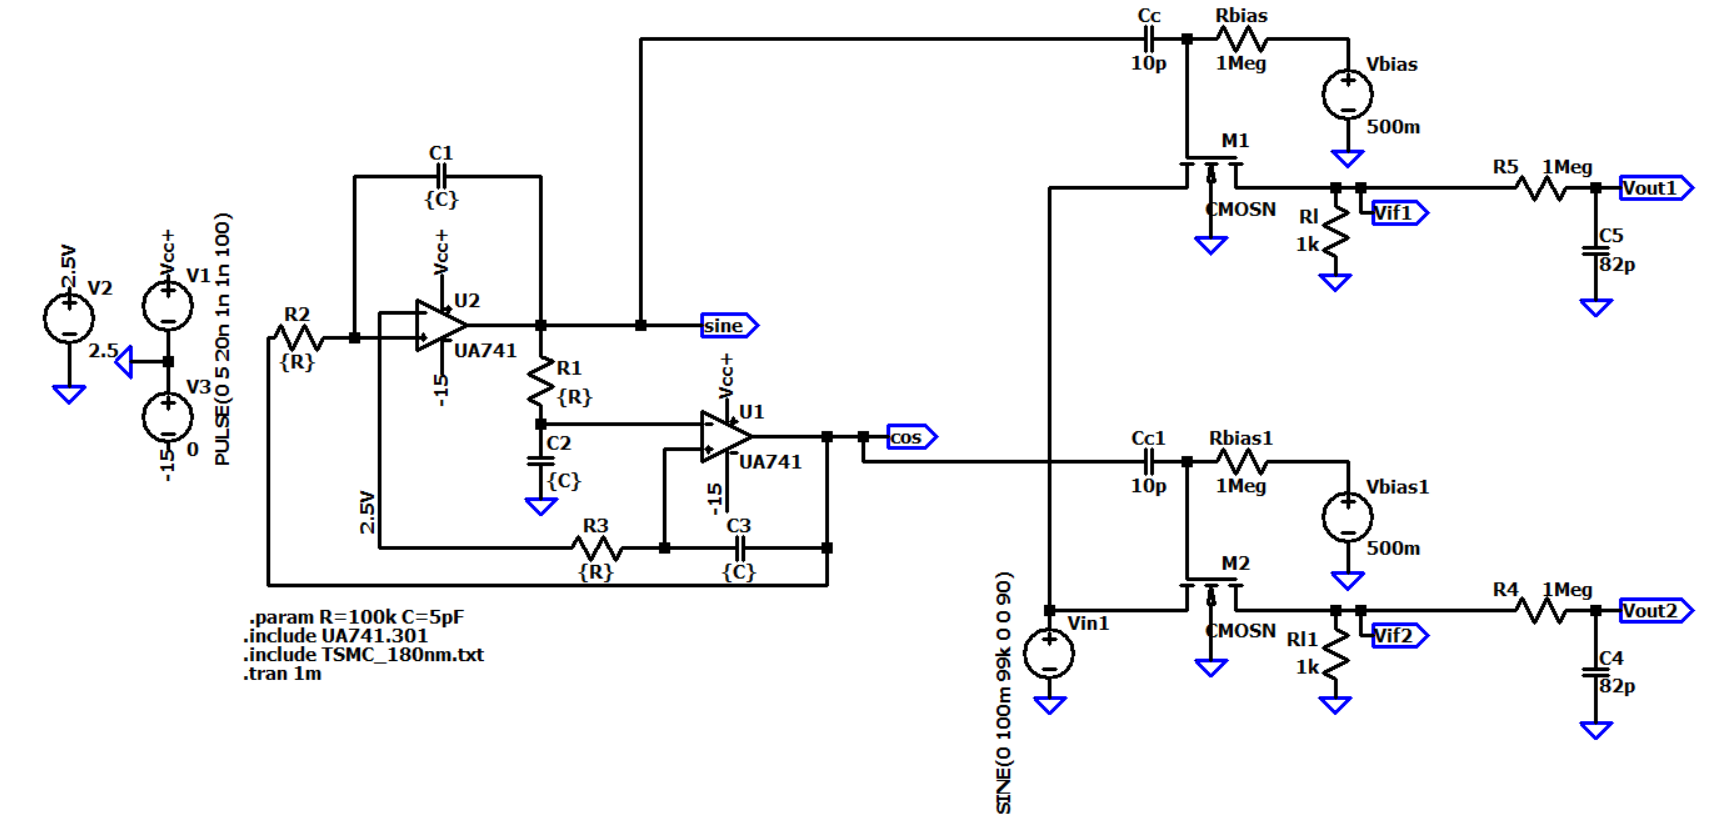 Cc
10p
Rbias
1Meg
Vbias
500m
M1
CMOSN
R5
1Meg
Vout1
Rl
1k
Vif1
C5
82p
C1
{C}
2.5V
V2
2.5
Vcc+
V1
PULSE(0 5 20n 1n 1n 100)
V3
0
-15
R2
{R}
Vcc+
U2
UA741
-15
sine
R1
{R}
C2
{C}
Vcc+
U1
UA741
-15
cos
2.5V
R3
{R}
C3
{C}
Cc1
10p
Rbias1
1Meg
Vbias1
500m
M2
CMOSN
R4
1Meg
Vout2
Vin1
SINE(0 100m 99k 0 0 90)
Rl1
1k
Vif2
C4
82p
.param R=100k C=5pF
.include UA741.301
.include TSMC_180nm.txt
.tran 1m